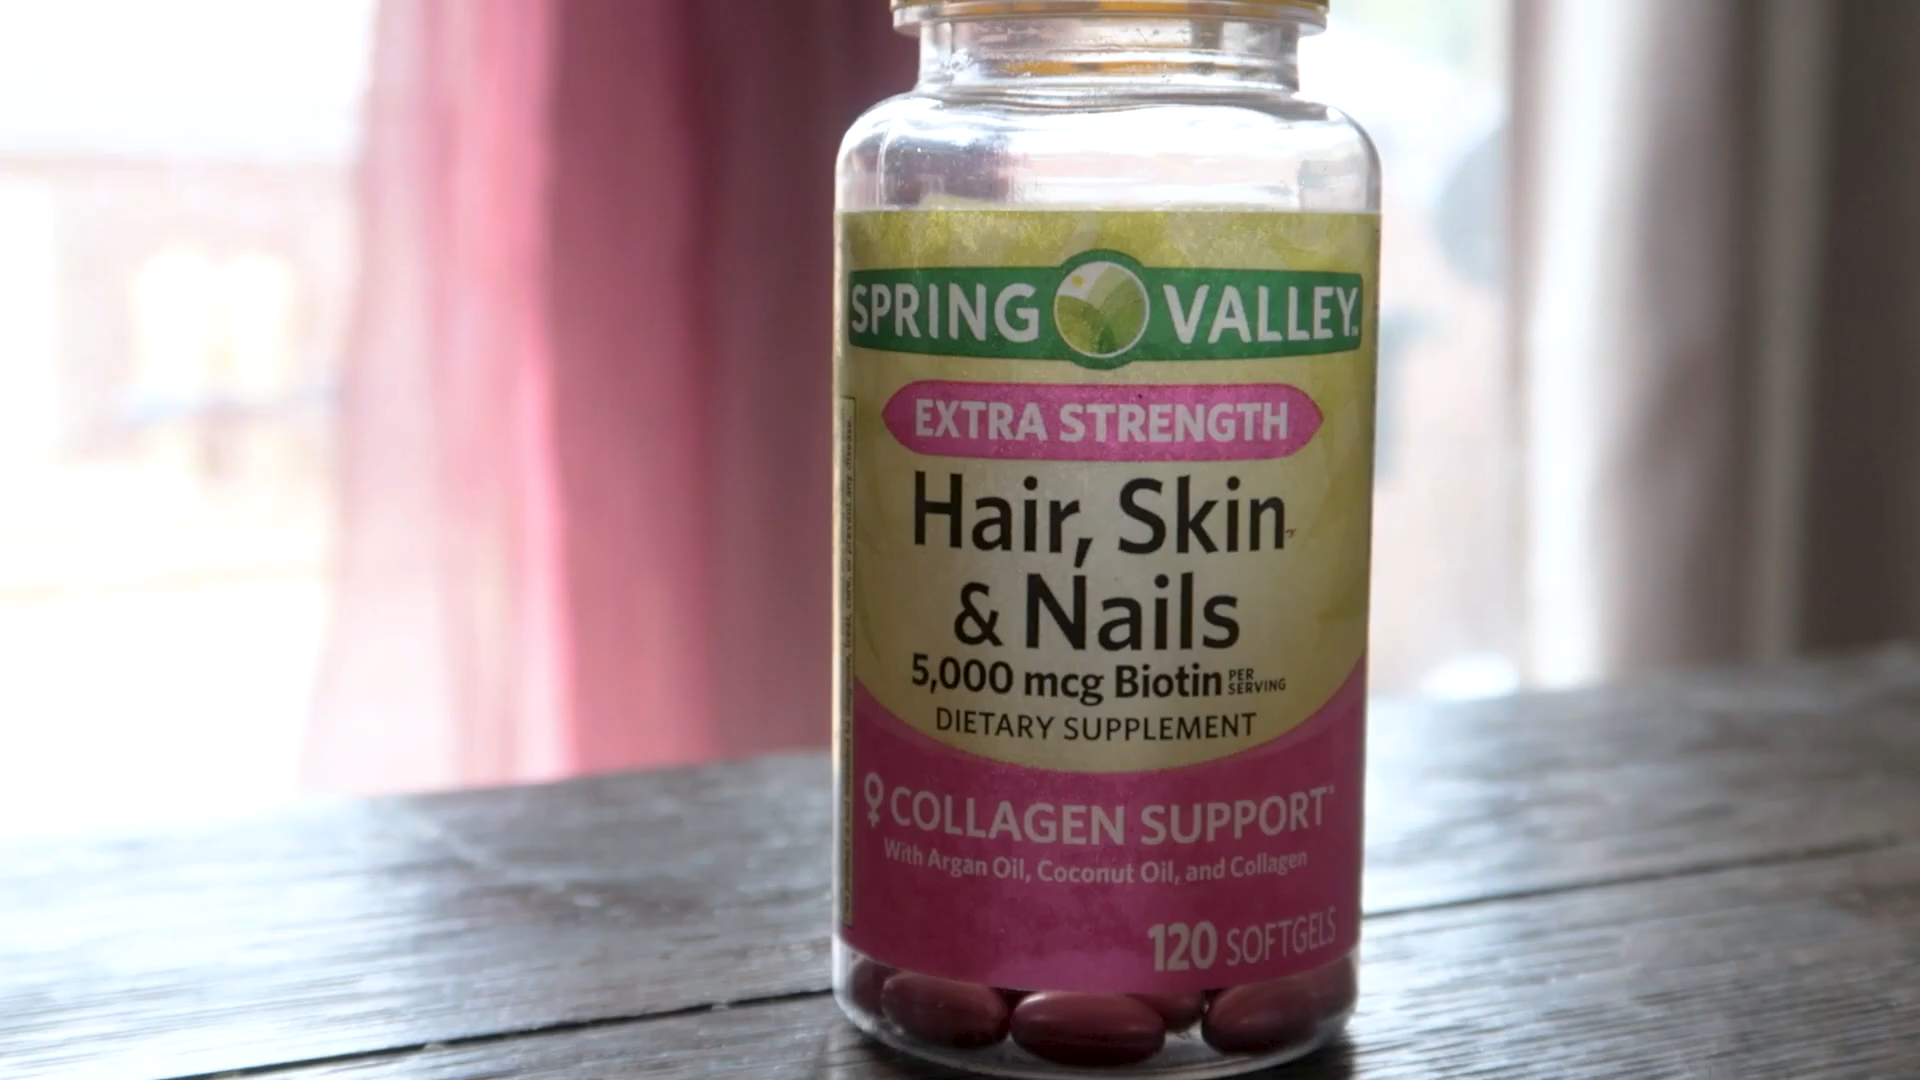 SPRING VALLEY™
EXTRA STRENGTH
Hair, Skin
& Nails
5,000 mcg Biotin PER SERVING
DIETARY SUPPLEMENT
COLLAGEN SUPPORT*
With Argan Oil, Coconut Oil, and Collagen
120 SOFTGELS